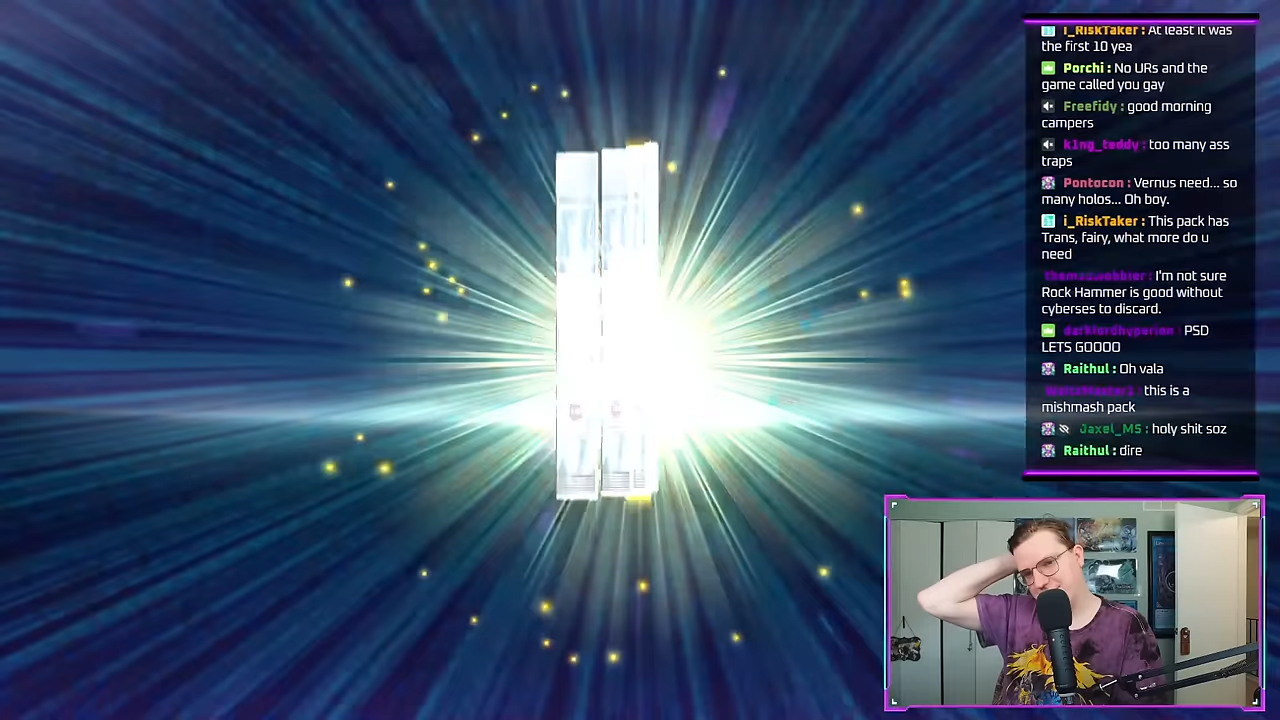 i_RiskTaker : At least it was
the first 10 yea
Porchi : No URs and the
game called you gay
Freefidy : good morning
campers
k1ng_teddy : too many ass
traps
Pontocon : Vernus need... so
many holos... Oh boy.
i_RiskTaker : This pack has
Trans, fairy, what more do u
need
I'm not sure
Rock Hammer is good without
cyberses to discard.
darklordhyperion : PSD
LETS GOOOO
Raithul : Oh vala
this is a
mishmash pack
Jaxel_MS : holy shit soz
Raithul : dire